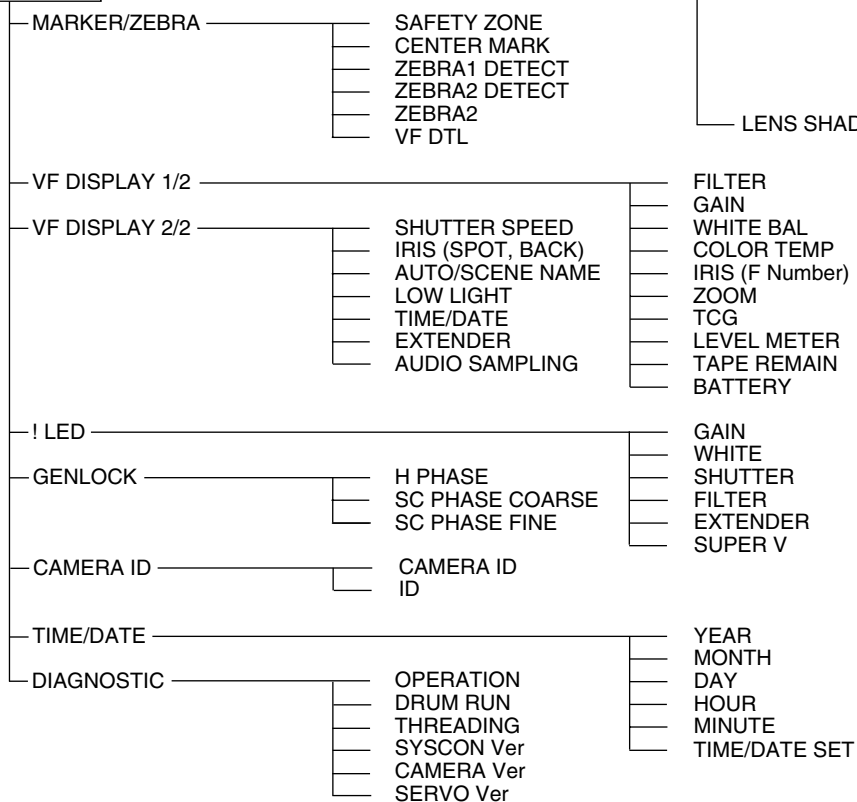 MARKER/ZEBRA
SAFETY ZONE
CENTER MARK
ZEBRA1 DETECT
ZEBRA2 DETECT
ZEBRA2
VF DTL
LENS SHAD
VF DISPLAY 1/2
FILTER
GAIN
WHITE BAL
COLOR TEMP
IRIS (F Number)
ZOOM
TCG
LEVEL METER
TAPE REMAIN
BATTERY
VF DISPLAY 2/2
SHUTTER SPEED
IRIS (SPOT, BACK)
AUTO/SCENE NAME
LOW LIGHT
TIME/DATE
EXTENDER
AUDIO SAMPLING
! LED
GAIN
WHITE
SHUTTER
FILTER
EXTENDER
SUPER V
GENLOCK
H PHASE
SC PHASE COARSE
SC PHASE FINE
CAMERA ID
CAMERA ID
ID
TIME/DATE
YEAR
MONTH
DAY
HOUR
MINUTE
TIME/DATE SET
DIAGNOSTIC
OPERATION
DRUM RUN
THREADING
SYSCON Ver
CAMERA Ver
SERVO Ver